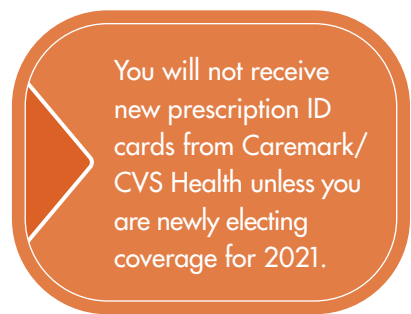 You will not receive
new prescription ID
cards from Caremark/
CVS Health unless you
are newly electing
coverage for 2021.